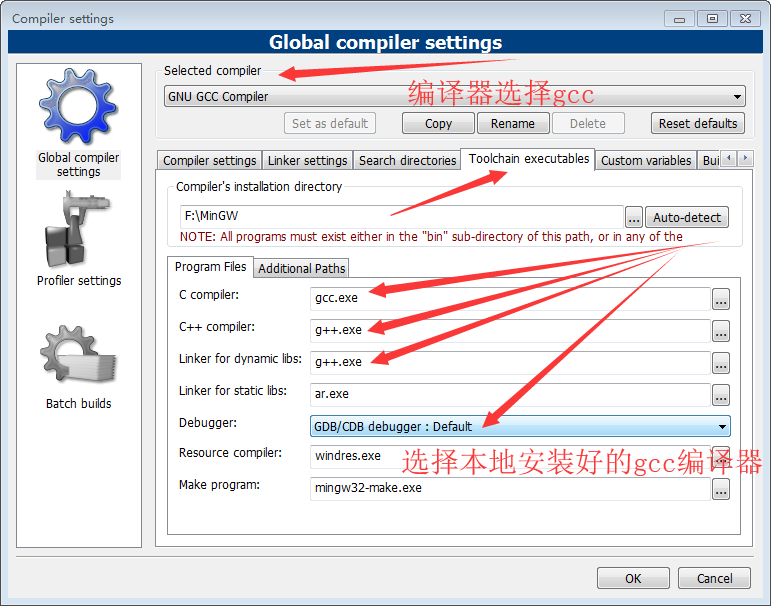 Compiler settings
Global compiler settings
Selected compiler
GNU GCC Compiler
编译器选择gcc
Set as default
Copy
Rename
Delete
Reset defaults
Global compiler
settings
Profiler settings
Batch builds
Compiler settings
Linker settings
Search directories
Toolchain executables
Custom variables
Bui
Compiler's installation directory
F:\MinGW
...
Auto-detect
NOTE: All programs must exist either in the "bin" sub-directory of this path, or in any of the
Program Files
Additional Paths
C compiler:
gcc.exe
...
C++ compiler:
g++.exe
...
Linker for dynamic libs:
g++.exe
...
Linker for static libs:
ar.exe
...
Debugger:
GDB/CDB debugger : Default
Resource compiler:
windres.exe
...
选择本地安装好的gcc编译器
Make program:
mingw32-make.exe
...
OK
Cancel